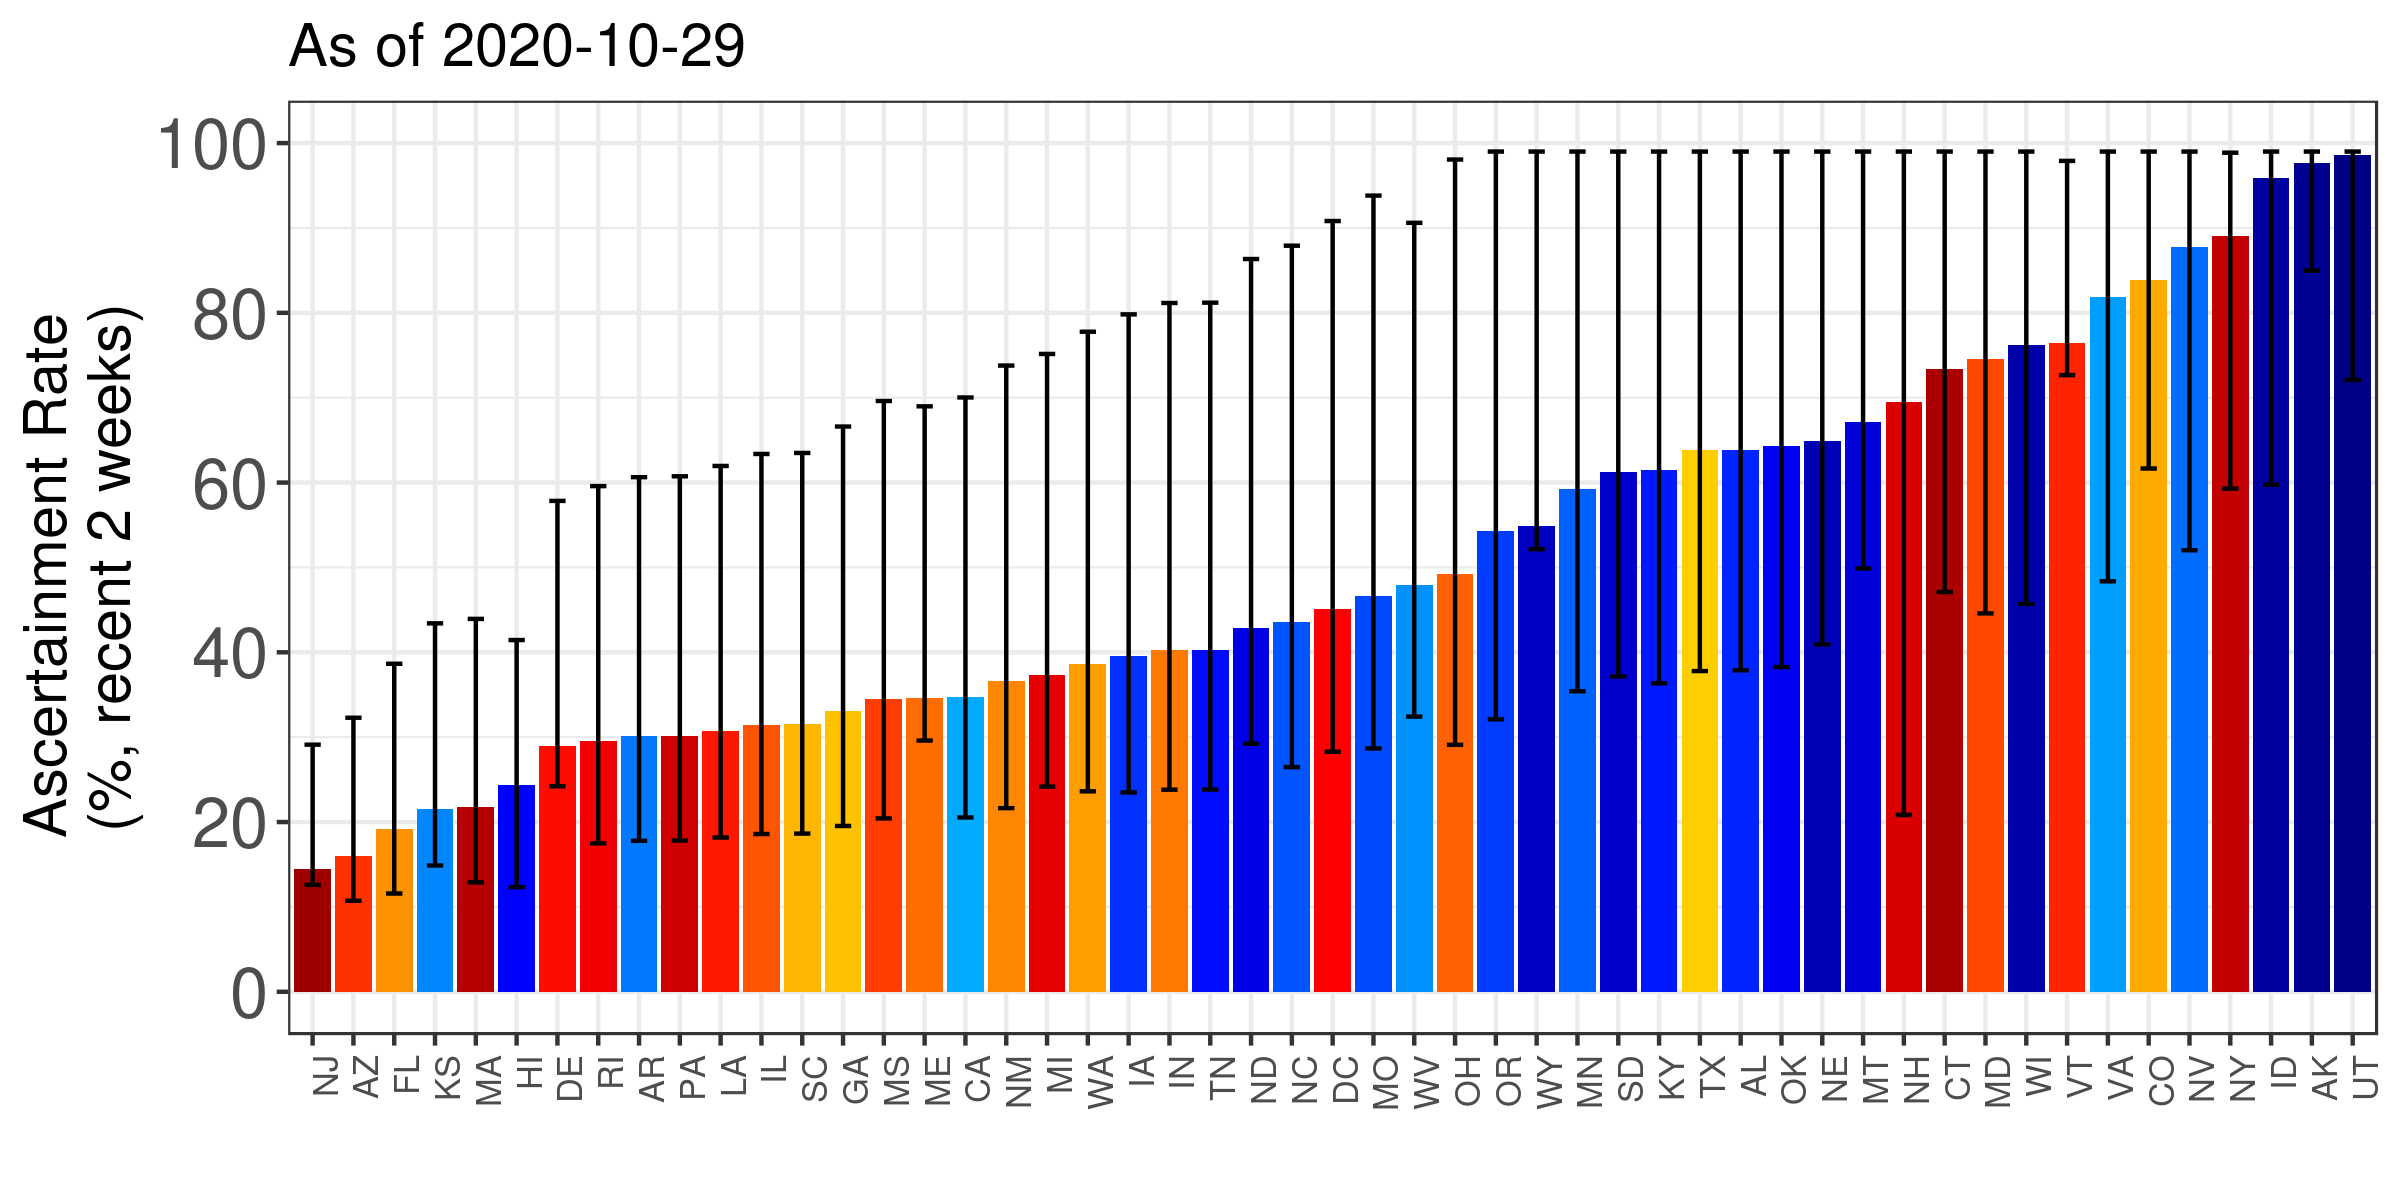 As of 2020-10-29
Ascertainment Rate
(%, recent 2 weeks)
100
80
60
40
20
0
NJ
AZ
FL
KS
MA
HI
DE
RI
AR
PA
LA
IL
SC
GA
MS
ME
CA
NM
MI
WA
IA
IN
TN
ND
NC
DC
MO
WV
OH
OR
WY
MN
SD
KY
TX
AL
OK
NE
MT
NH
CT
MD
WI
VT
VA
CO
NV
NY
ID
AK
UT